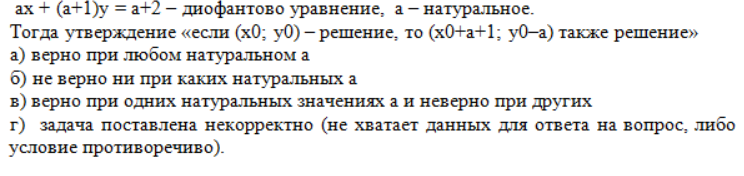 ax + (a+1)y = a+2 – диофантово уравнение, а – натуральное.
Тогда утверждение «если (x0; y0) – решение, то (x0+a+1; y0–a) также решение»
а) верно при любом натуральном а
б) не верно ни при каких натуральных а
в) верно при одних натуральных значениях а и неверно при других
г) задача поставлена некорректно (не хватает данных для ответа на вопрос, либо
условие противоречиво).